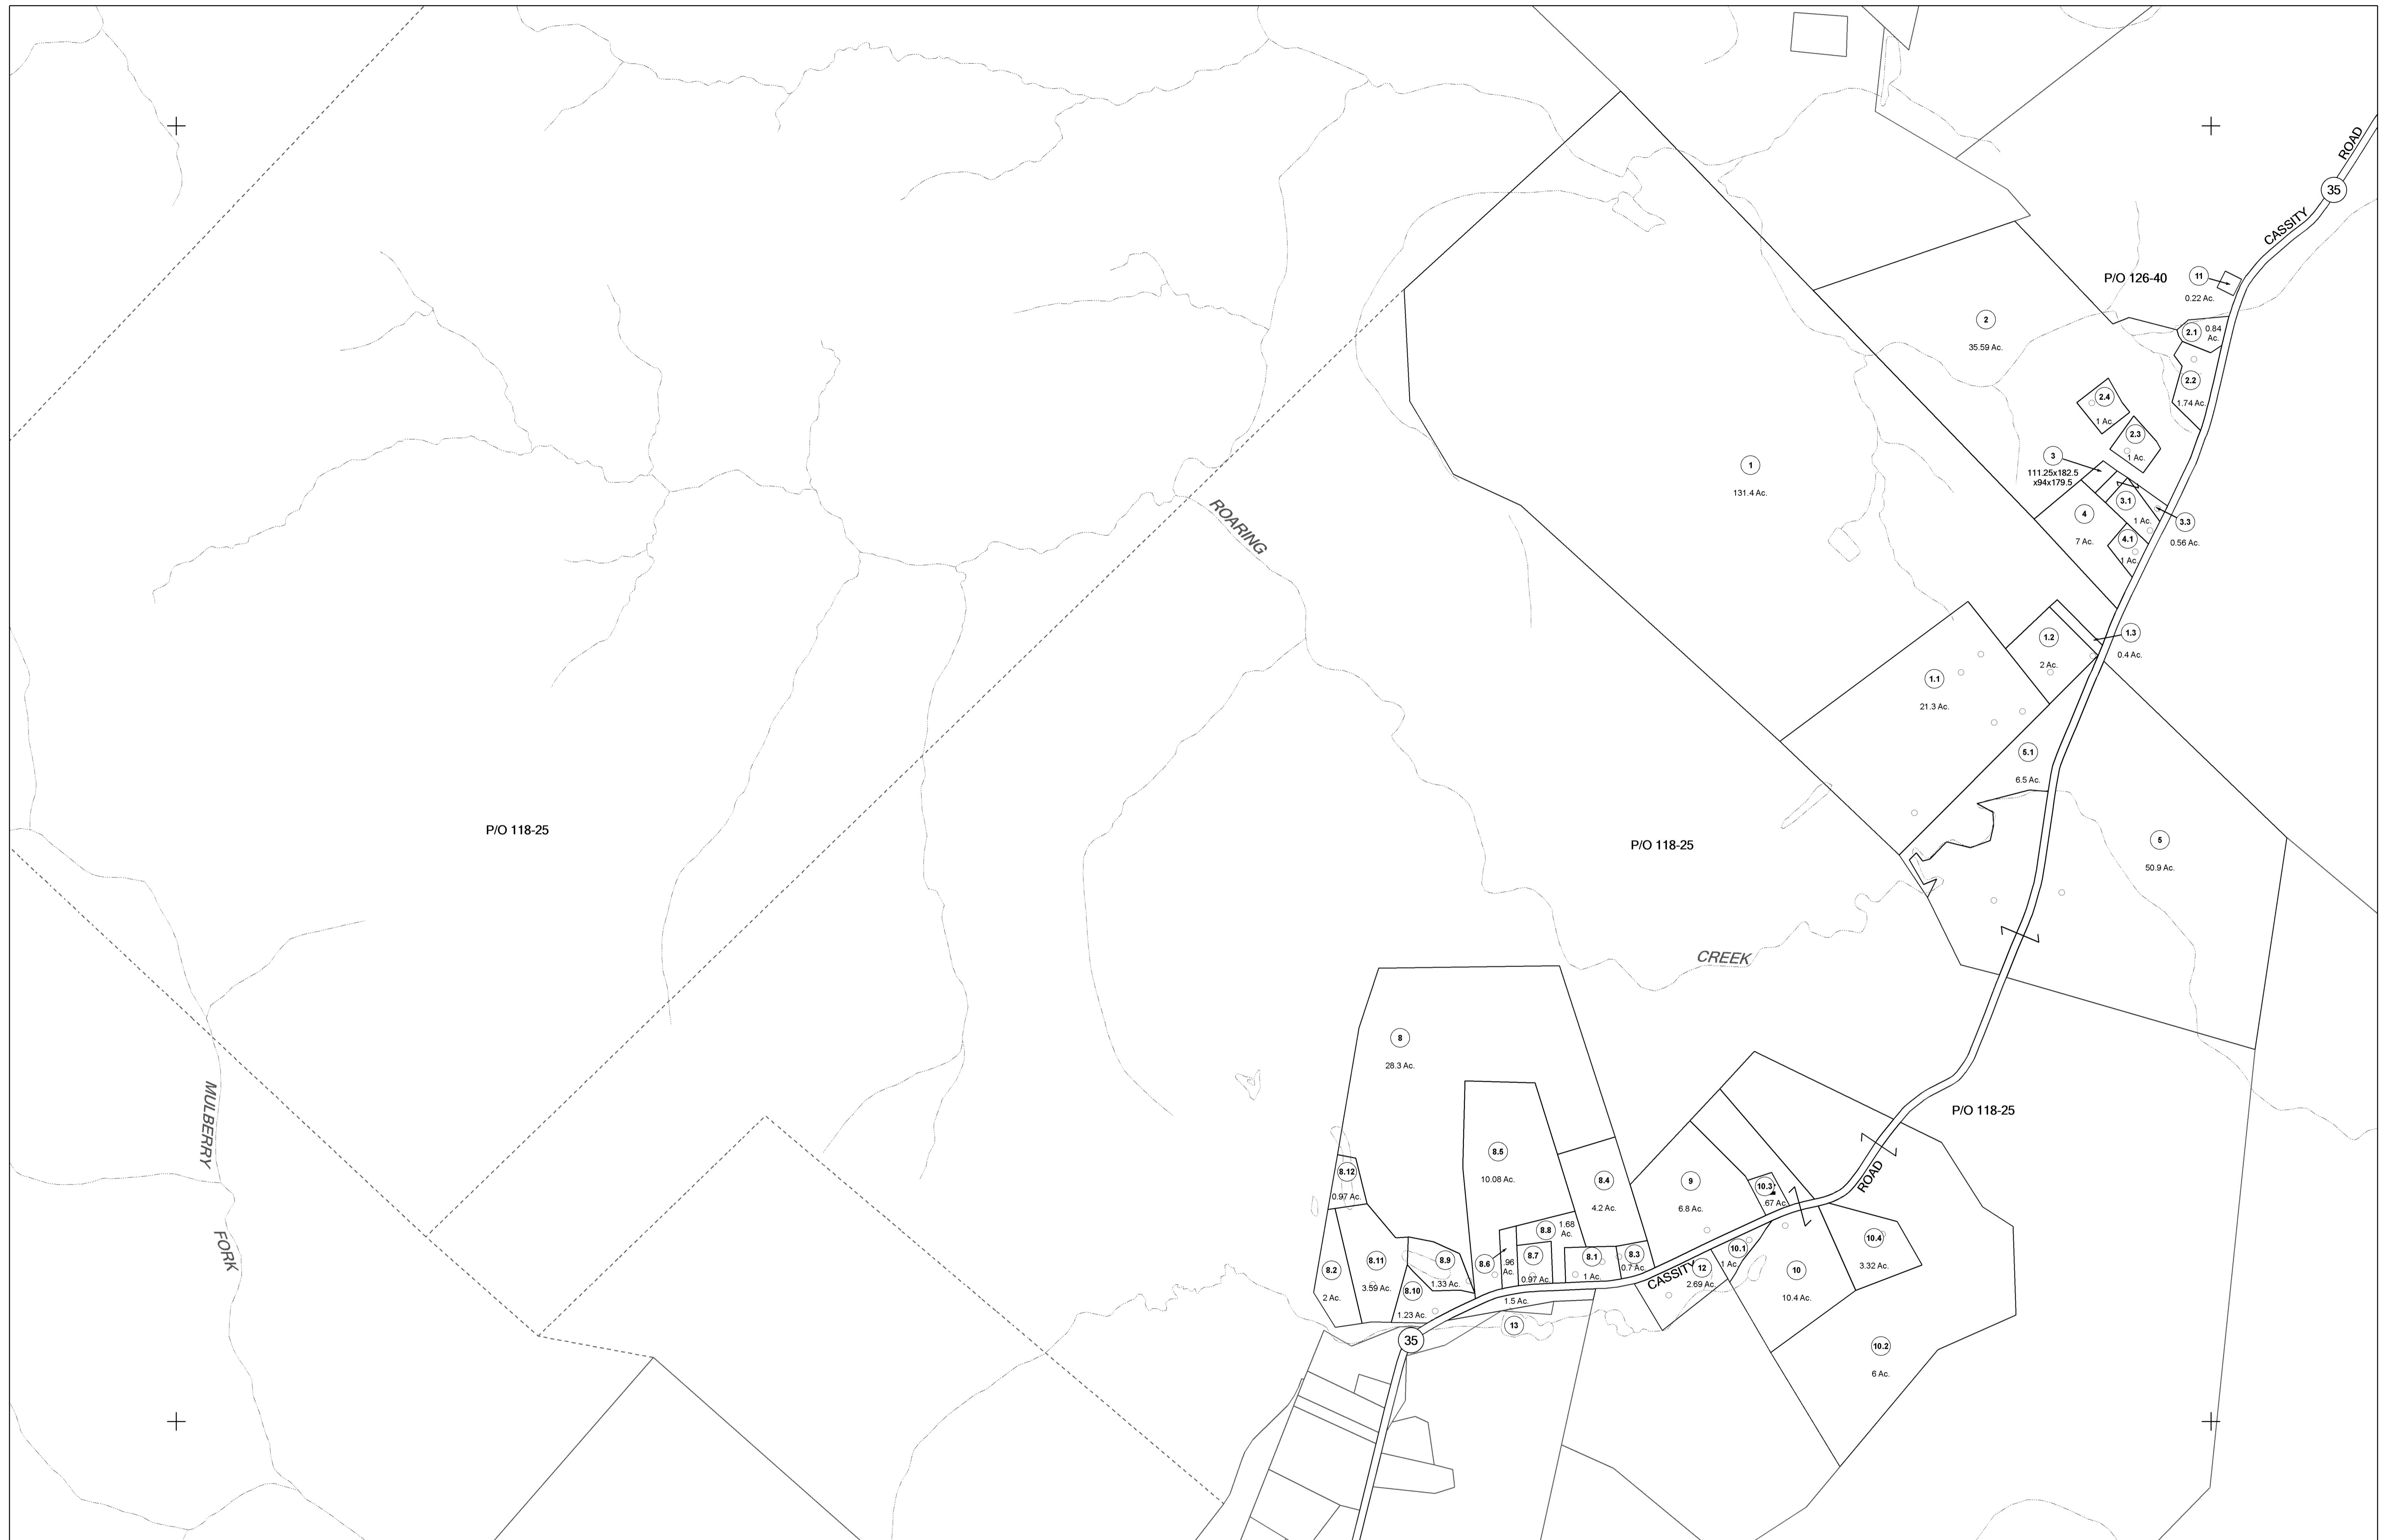 ROAD
35
CASSITY
P/O 126-40
11
0.22 Ac.
2
35.59 Ac.
2.1
0.84
Ac.
2.2
1.74 Ac.
2.4
1 Ac.
2.3
1 Ac.
3
111.25x182.5
x94x179.5
3.1
1 Ac.
3.3
0.56 Ac.
4
7 Ac.
4.1
1 Ac.
1
131.4 Ac.
ROARING
1.3
0.4 Ac.
1.2
2 Ac.
1.1
21.3 Ac.
5.1
6.5 Ac.
P/O 118-25
P/O 118-25
5
50.9 Ac.
CREEK
8
28.3 Ac.
P/O 118-25
MULBERRY
FORK
8.5
10.08 Ac.
8.12
0.97 Ac.
8.4
4.2 Ac.
9
6.8 Ac.
10.3
.67 Ac.
ROAD
8.8
1.68
Ac.
8.2
2 Ac.
8.11
3.59 Ac.
8.9
1.33 Ac.
8.10
1.23 Ac.
8.6
.96
Ac.
8.7
0.97 Ac.
8.1
1 Ac.
8.3
0.7 Ac.
CASSITY
12
2.69 Ac.
10.1
1 Ac.
10
10.4 Ac.
10.4
3.32 Ac.
1.5 Ac.
13
35
10.2
6 Ac.